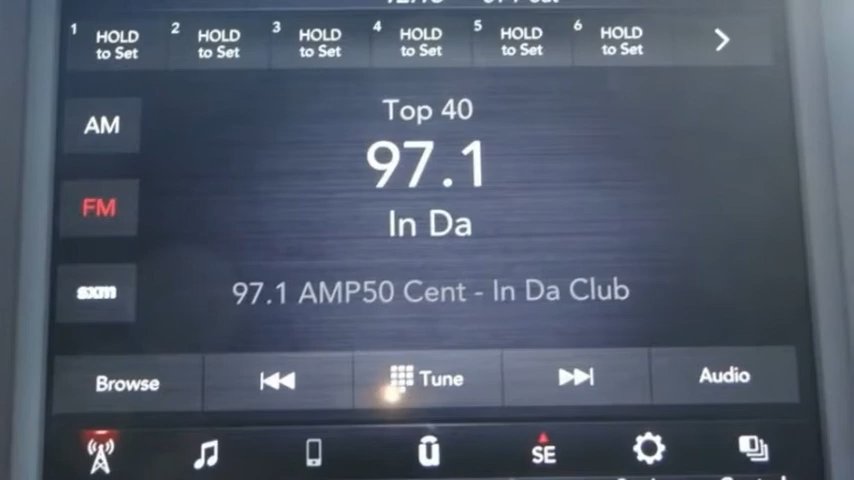 1 HOLD to Set 2 HOLD to Set 3 HOLD to Set 4 HOLD to Set 5 HOLD to Set 6 HOLD to Set
AM
Top 40
97.1
FM
In Da
sxm
97.1 AMP50 Cent - In Da Club
Browse Tune Audio
SE